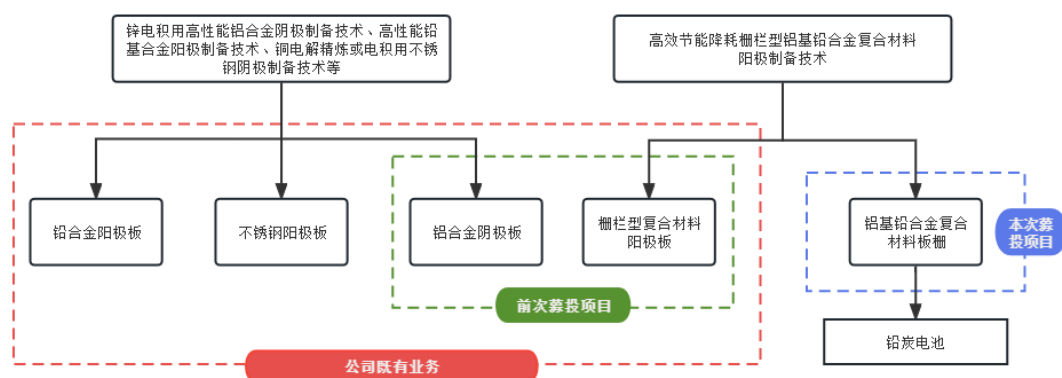 锌电积用高性能铝合金阴极制备技术、高性能铅
基合金阳极制备技术、铜电解精炼或电积用不锈
钢阴极制备技术等
高效节能降耗栅栏型铝基铅合金复合材料
阳极制备技术
铅合金阳极板
不锈钢阳极板
铝合金阴极板
栅栏型复合材料
阳极板
铝基铅合金复合
材料板栅
本次募
投项目
前次募投项目
铅炭电池
公司既有业务